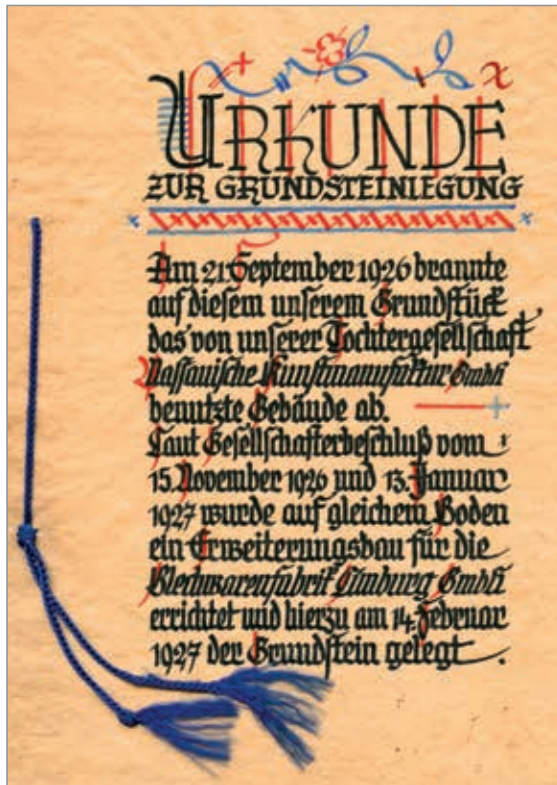 URKUNDE
ZUR GRUNDSTEINLEGUNG
Am 21. September 1926 brannte
auf diesem unserem Grundstück
das von unserer Tochtergesellschaft
Nassauische Kunstmanufaktur GmbH
benutzte Gebäude ab.
Laut Gesellschafterbeschluß vom
15. November 1926 und 13. Januar
1927 wurde auf gleichem Boden
ein Erweiterungsbau für die
Blechwarenfabrik Limburg GmbH
errichtet und hierzu am 14. Februar
1927 der Grundstein gelegt.